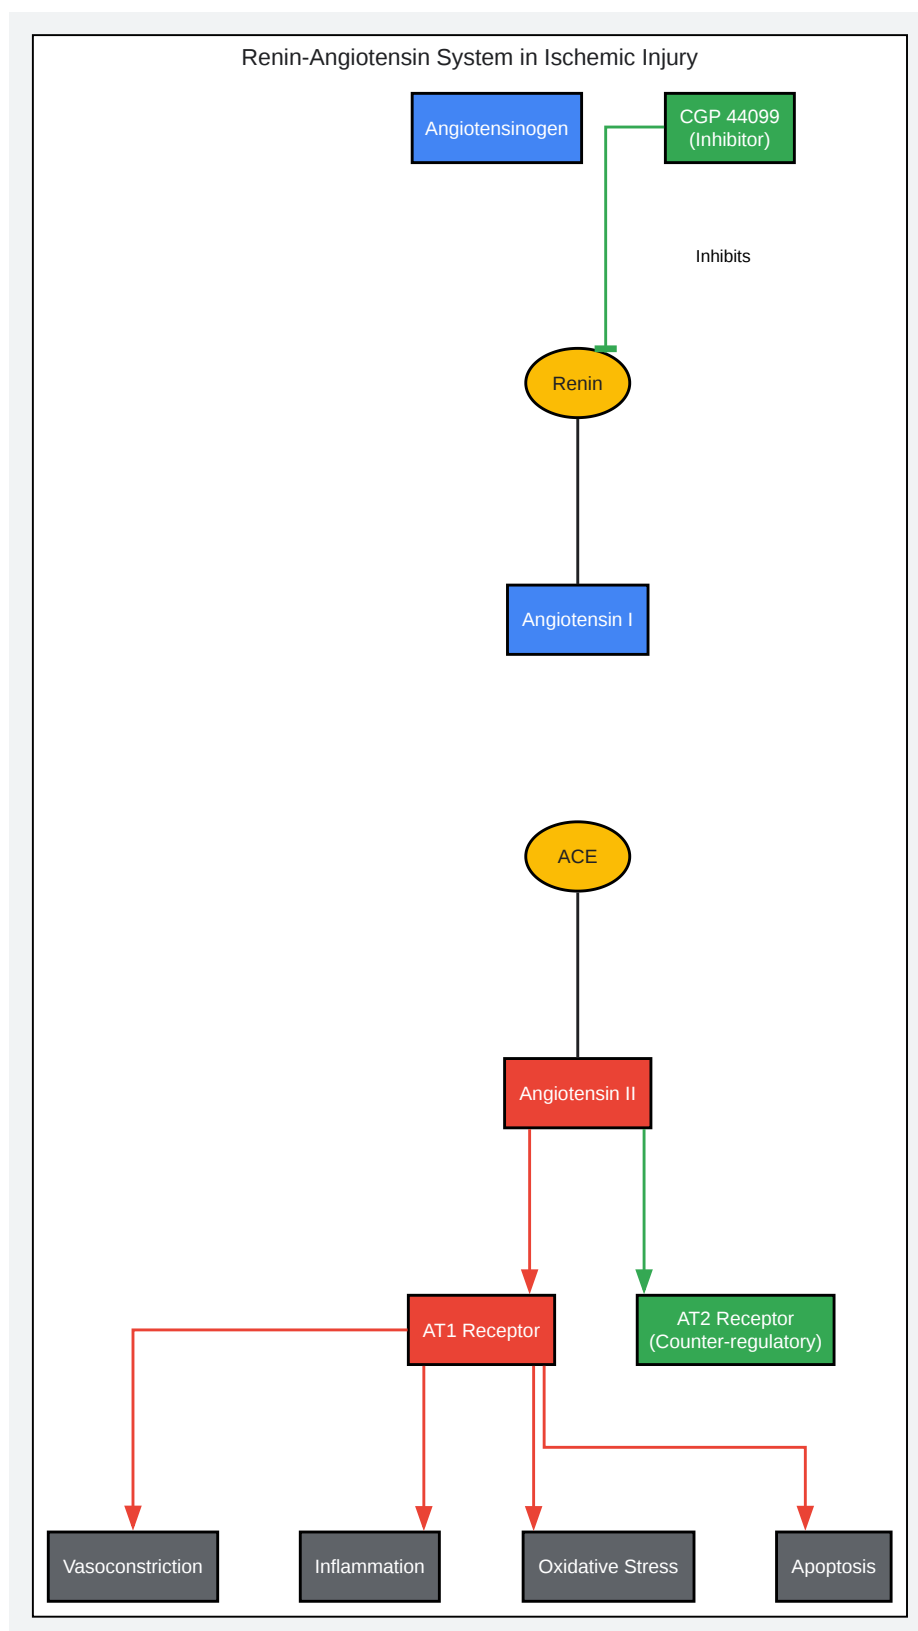 Renin-Angiotensin System in Ischemic Injury
Angiotensinogen
CGP 44099
(Inhibitor)
Inhibits
Renin
Angiotensin I
ACE
Angiotensin II
AT1 Receptor
AT2 Receptor
(Counter-regulatory)
Vasoconstriction
Inflammation
Oxidative Stress
Apoptosis